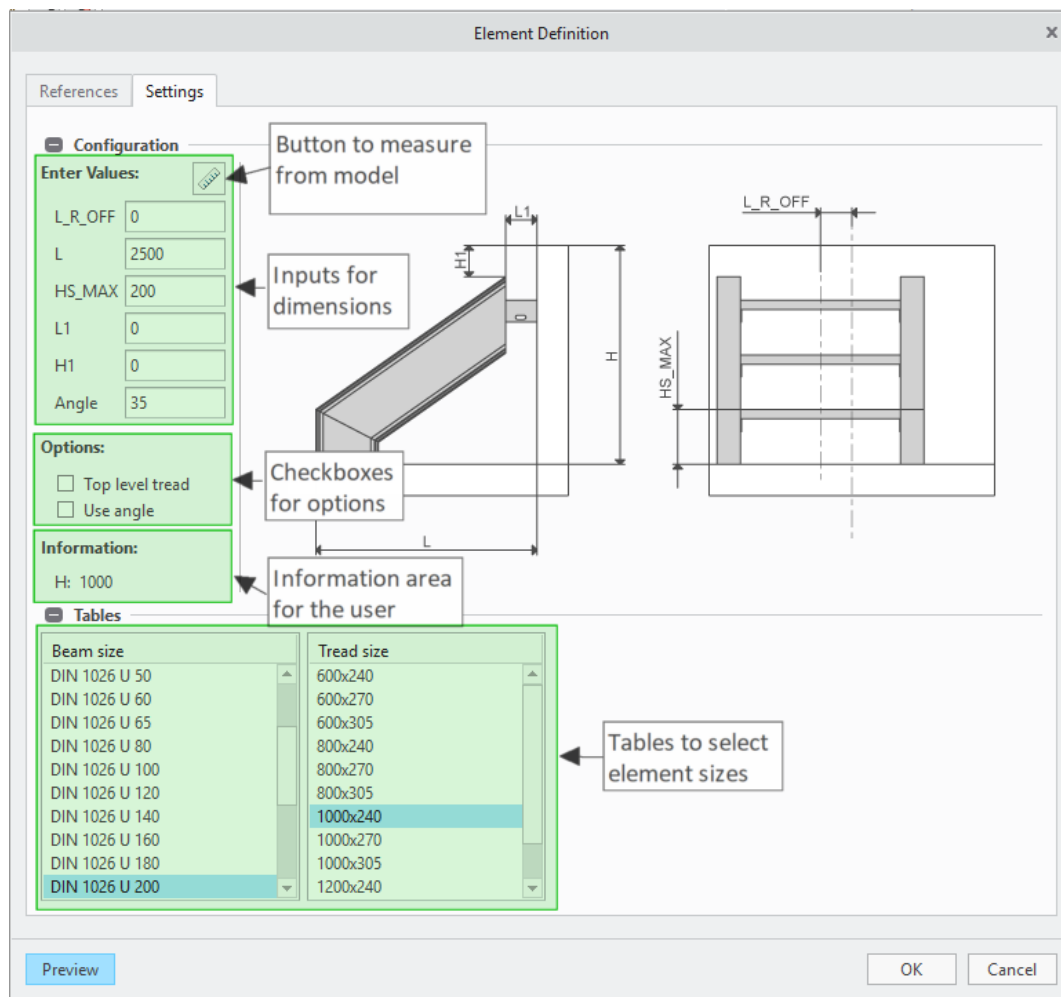 Element Definition
References
Settings
Configuration
Enter Values:
L_R_OFF 0
L 2500
HS_MAX 200
L1 0
H1 0
Angle 35
Button to measure
from model
Inputs for
dimensions
L1
H1
H
L
L_R_OFF
HS_MAX
Options:
Top level tread
Use angle
Checkboxes
for options
Information:
H: 1000
Information area
for the user
Tables
Beam size
DIN 1026 U 50
DIN 1026 U 60
DIN 1026 U 65
DIN 1026 U 80
DIN 1026 U 100
DIN 1026 U 120
DIN 1026 U 140
DIN 1026 U 160
DIN 1026 U 180
DIN 1026 U 200
Tread size
600x240
600x270
600x305
800x240
800x270
800x305
1000x240
1000x270
1000x305
1200x240
Tables to select
element sizes
Preview
OK
Cancel